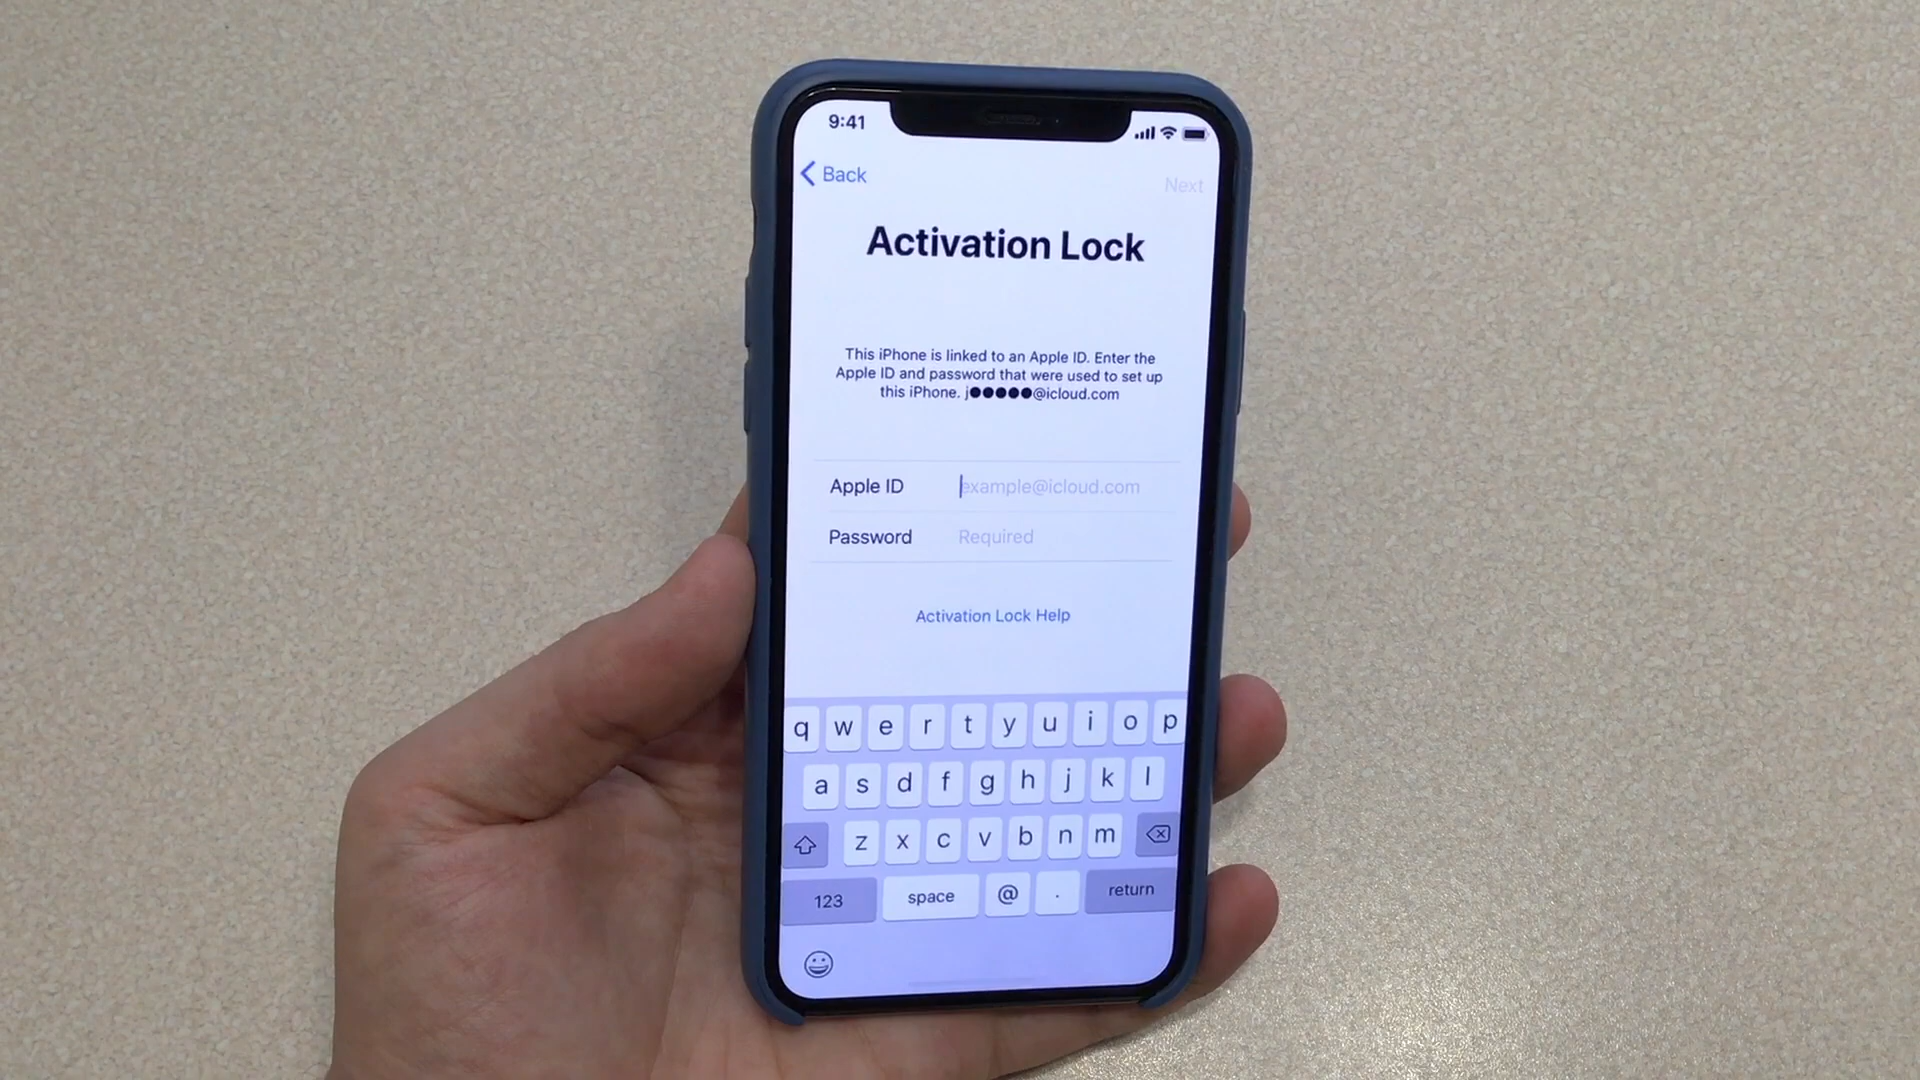 9:41
Back
Next
Activation Lock
This iPhone is linked to an Apple ID. Enter the
Apple ID and password that were used to set up
this iPhone. j●●●●●@icloud.com
Apple ID example@icloud.com
Password Required
Activation Lock Help
q w e r t y u i o p
a s d f g h j k l
z x c v b n m
123 space @ . return